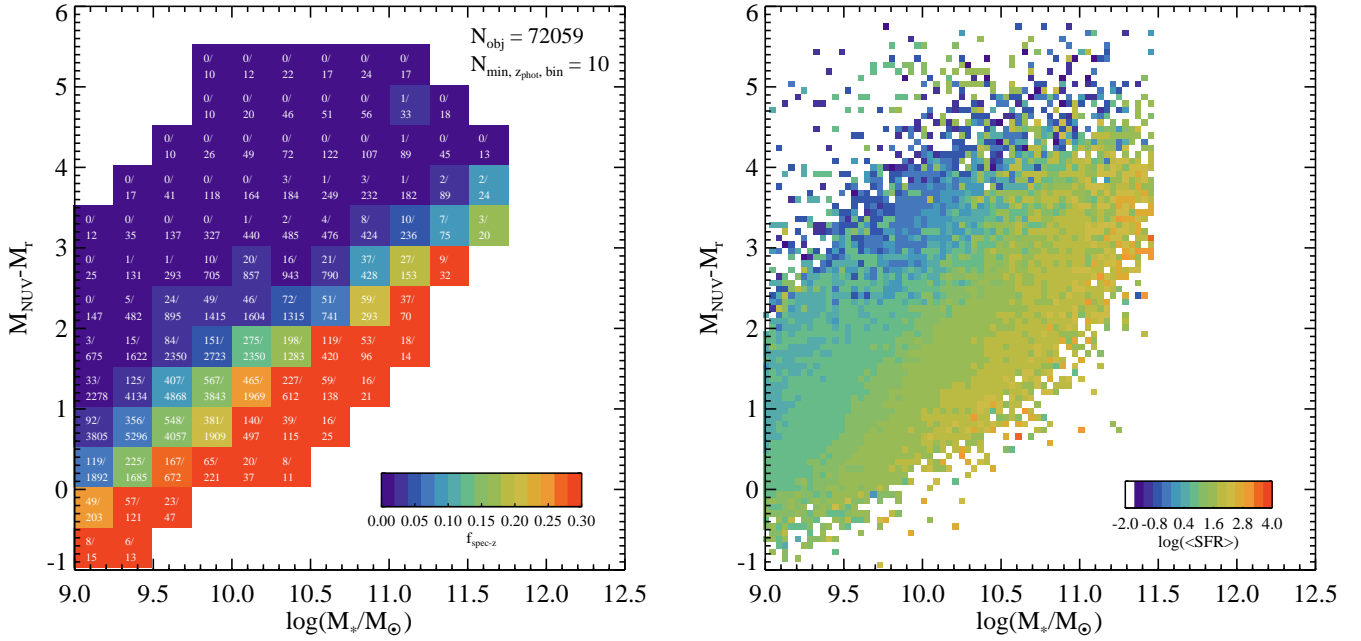 6
5
4
3
2
1
0
-1
M_NUV-M_r
N_obj = 72059
N_min, z_phot, bin = 10
0/ 0/ 0/ 0/ 0/ 0/
10 12 22 17 24 17
0/ 0/ 0/ 0/ 0/ 1/ 0/
10 20 46 51 56 33 18
0/ 0/ 0/ 0/ 0/ 0/ 1/ 0/ 0/
10 26 49 72 122 107 89 45 13
0/ 0/ 0/ 0/ 3/ 1/ 3/ 1/ 2/ 2/
17 41 118 164 184 249 232 182 89 24
0/ 0/ 0/ 0/ 1/ 2/ 4/ 8/ 10/ 7/ 3/
12 35 137 327 440 485 476 424 236 75 20
0/ 1/ 1/ 10/ 20/ 16/ 21/ 37/ 27/ 9/
25 131 293 705 857 943 790 428 153 32
0/ 5/ 24/ 49/ 46/ 72/ 51/ 59/ 37/
147 482 895 1415 1604 1315 741 293 70
3/ 15/ 84/ 151/ 275/ 198/ 119/ 53/ 18/
675 1622 2350 2723 2350 1283 420 96 14
33/ 125/ 407/ 567/ 465/ 227/ 59/ 16/
2278 4134 4868 3843 1969 612 138 21
92/ 356/ 548/ 381/ 140/ 39/ 16/
3805 5296 4057 1909 497 115 25
119/ 225/ 167/ 65/ 20/ 8/
1892 1685 672 221 37 11
49/ 57/ 23/
203 121 47
8/ 6/
15 13
0.00 0.05 0.10 0.15 0.20 0.25 0.30
f_spec-z
9.0 9.5 10.0 10.5 11.0 11.5 12.0 12.5
log(M_*/M_⊙)
6
5
4
3
2
1
0
-1
M_NUV-M_r
-2.0 -0.8 0.4 1.6 2.8 4.0
log(<SFR>)
9.0 9.5 10.0 10.5 11.0 11.5 12.0 12.5
log(M_*/M_⊙)